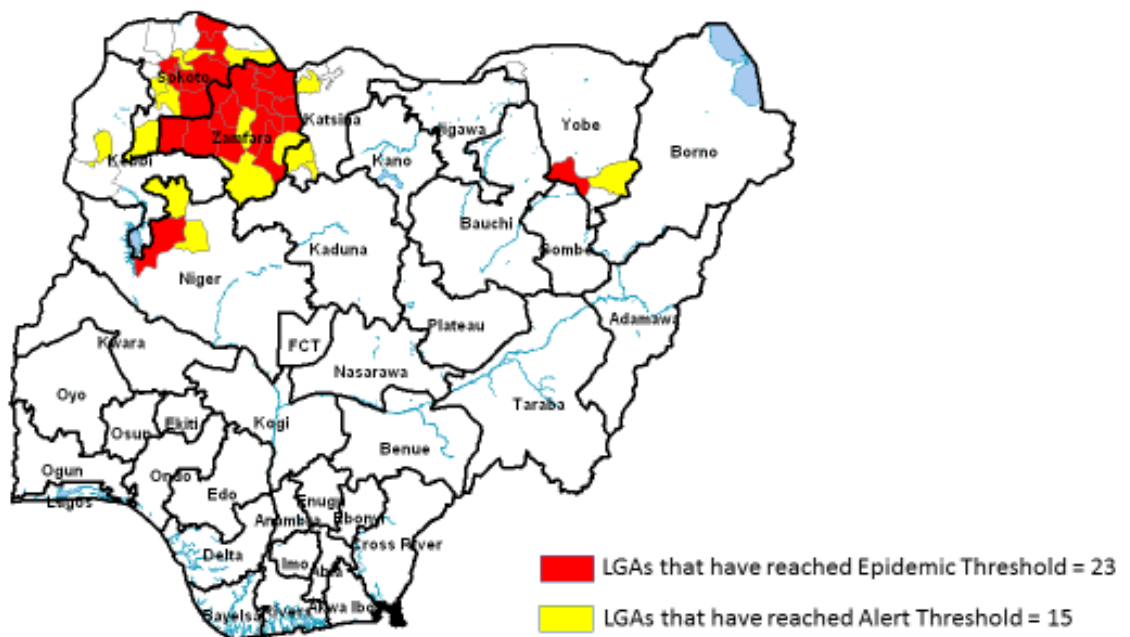 Sokoto
Katsina
Zamfara
Jigawa
Yobe
Borno
Kebbi
Kano
Bauchi
Gombe
Kaduna
Niger
Adamawa
Plateau
FCT
Kwara
Nasarawa
Oyo
Taraba
Ekiti
Kogi
Osun
Benue
Ogun
Ondo
Edo
Enugu
Lagos
Anambra
Ebonyi
Cross River
Delta
Imo
Abia
Bayelsa
Rivers
Akwa Ibo
LGAs that have reached Epidemic Threshold = 23
LGAs that have reached Alert Threshold = 15